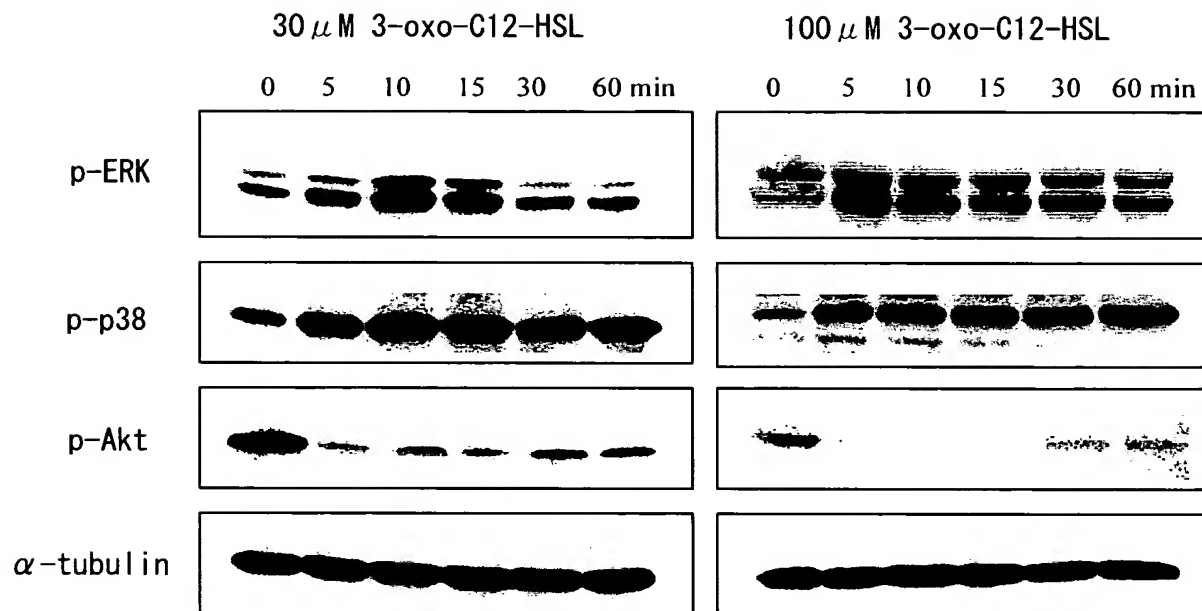 30 μM 3-oxo-C12-HSL
100 μM 3-oxo-C12-HSL
0 5 10 15 30 60 min
0 5 10 15 30 60 min
p-ERK
p-p38
p-Akt
α-tubulin